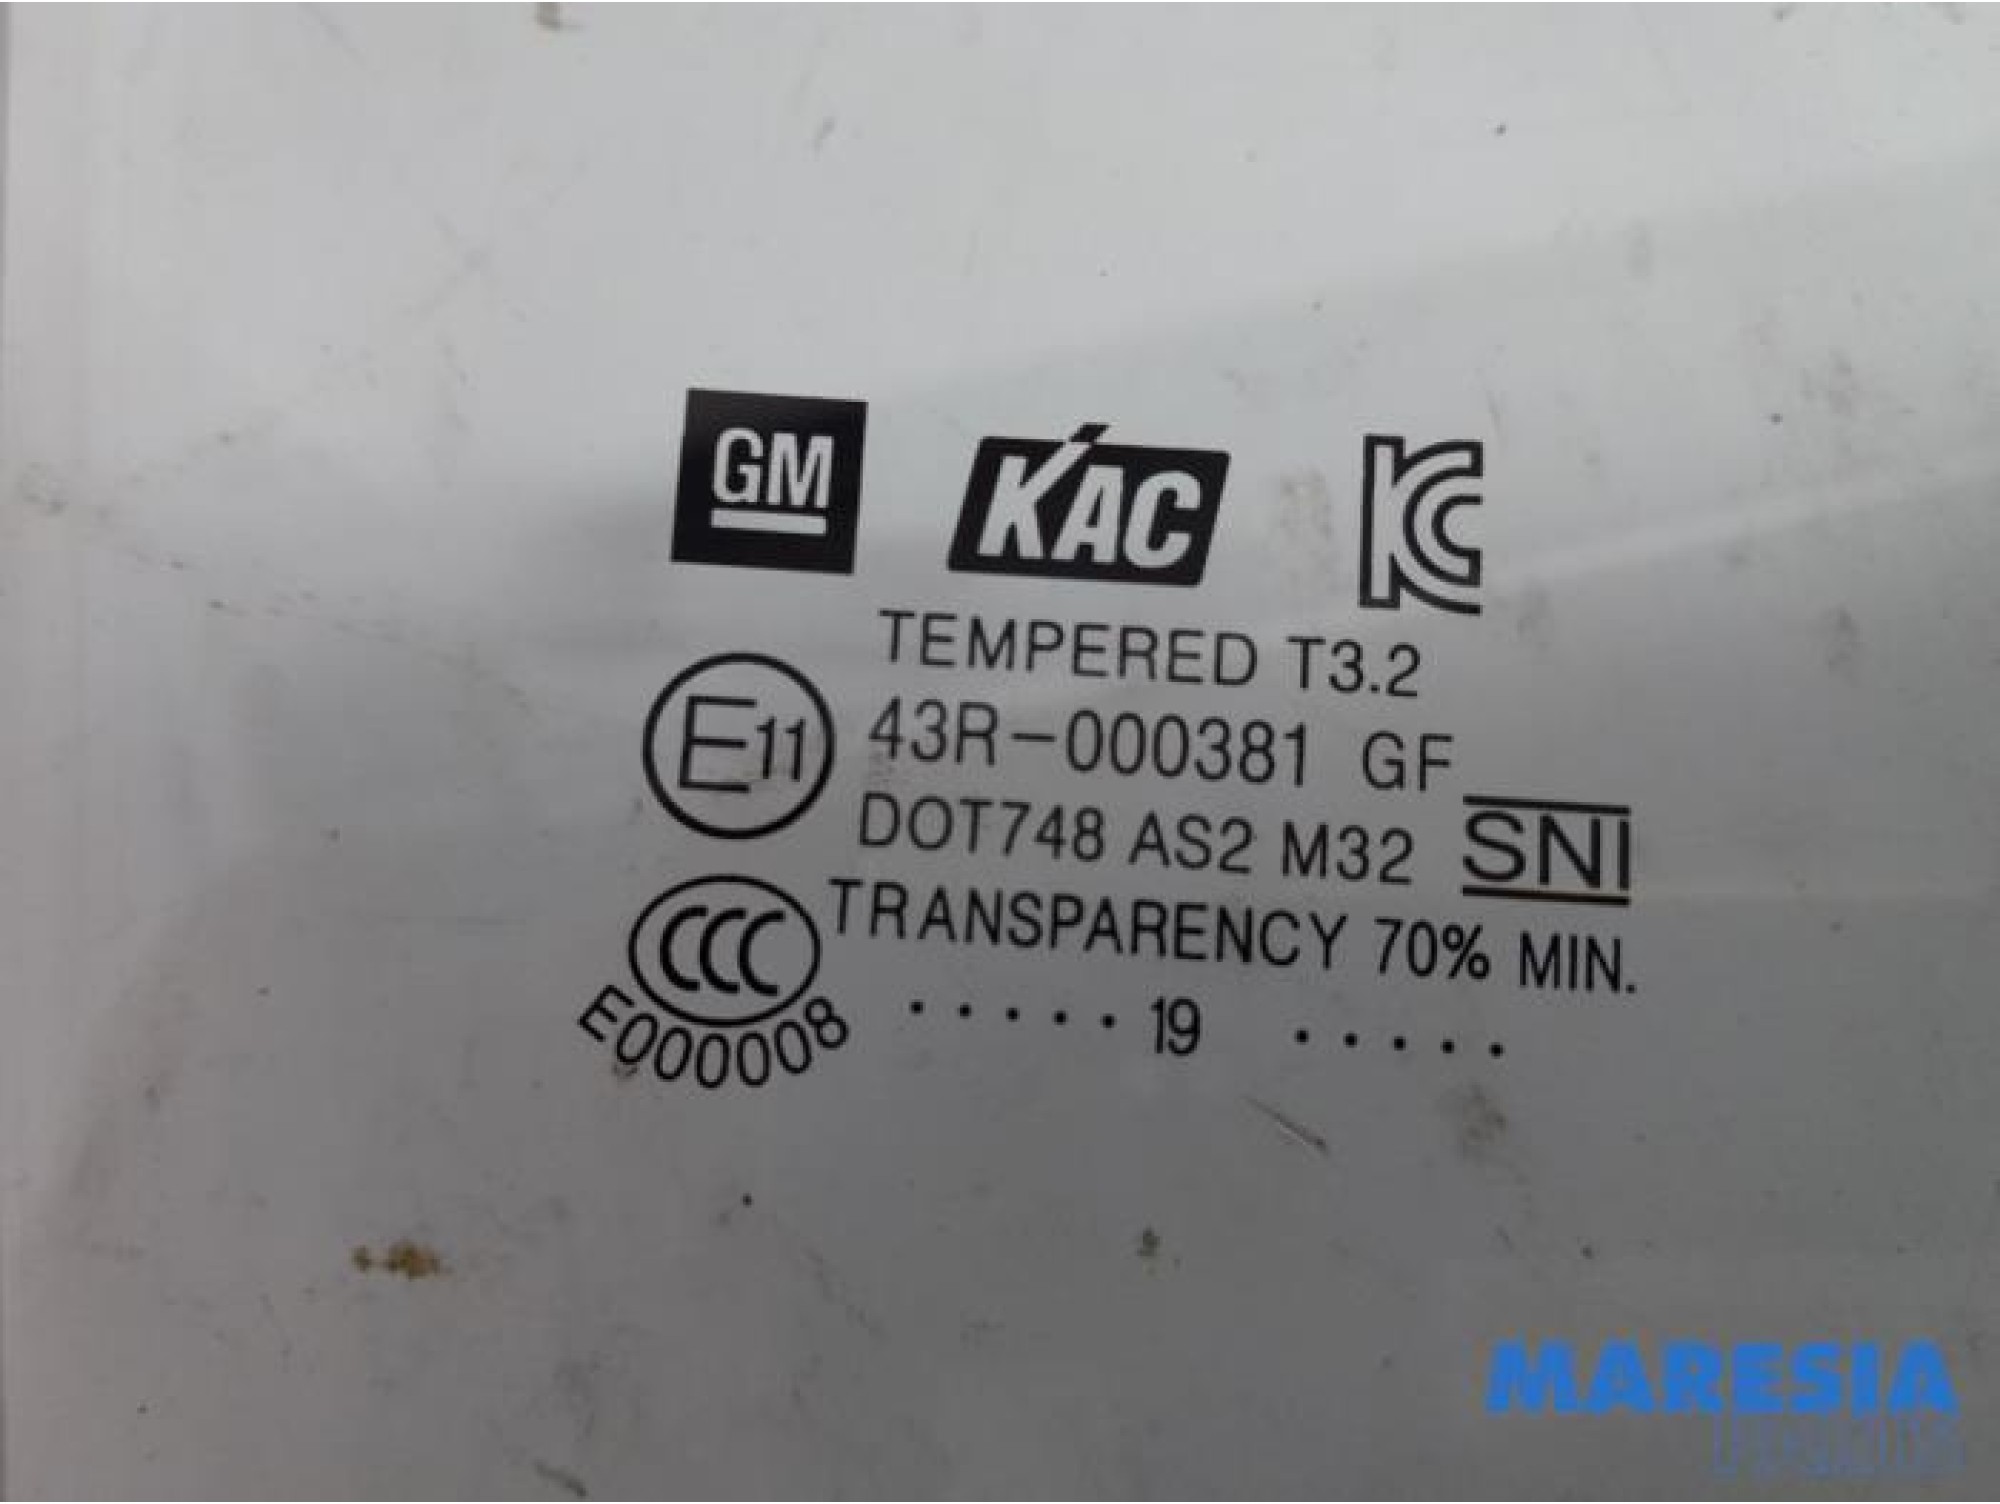 GM KAC KC
TEMPERED T3.2
E11 43R-000381 GF
DOT748 AS2 M32 SNI
CCC TRANSPARENCY 70% MIN.
E000008 ..... 19 .....
MARESIA